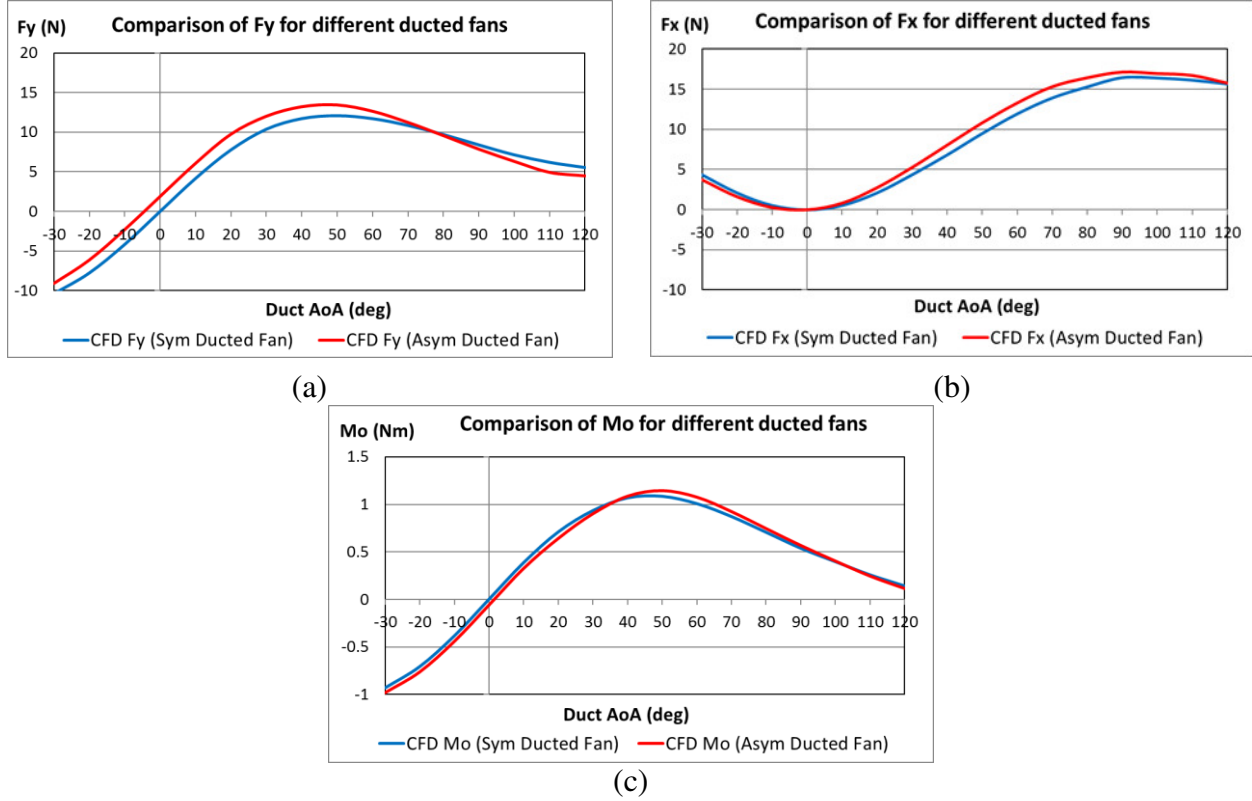 Fy (N) Comparison of Fy for different ducted fans
20
15
10
5
0
-30 -20 -10 0 10 20 30 40 50 60 70 80 90 100 110 120
-5
-10
Duct AoA (deg)
CFD Fy (Sym Ducted Fan) CFD Fy (Asym Ducted Fan)
(a)
Fx (N) Comparison of Fx for different ducted fans
20
15
10
5
0
-30 -20 -10 0 10 20 30 40 50 60 70 80 90 100 110 120
-5
-10
Duct AoA (deg)
CFD Fx (Sym Ducted Fan) CFD Fx (Asym Ducted Fan)
(b)
Mo (Nm) Comparison of Mo for different ducted fans
1.5
1
0.5
0
-30 -20 -10 0 10 20 30 40 50 60 70 80 90 100 110 120
-0.5
-1
Duct AoA (deg)
CFD Mo (Sym Ducted Fan) CFD Mo (Asym Ducted Fan)
(c)